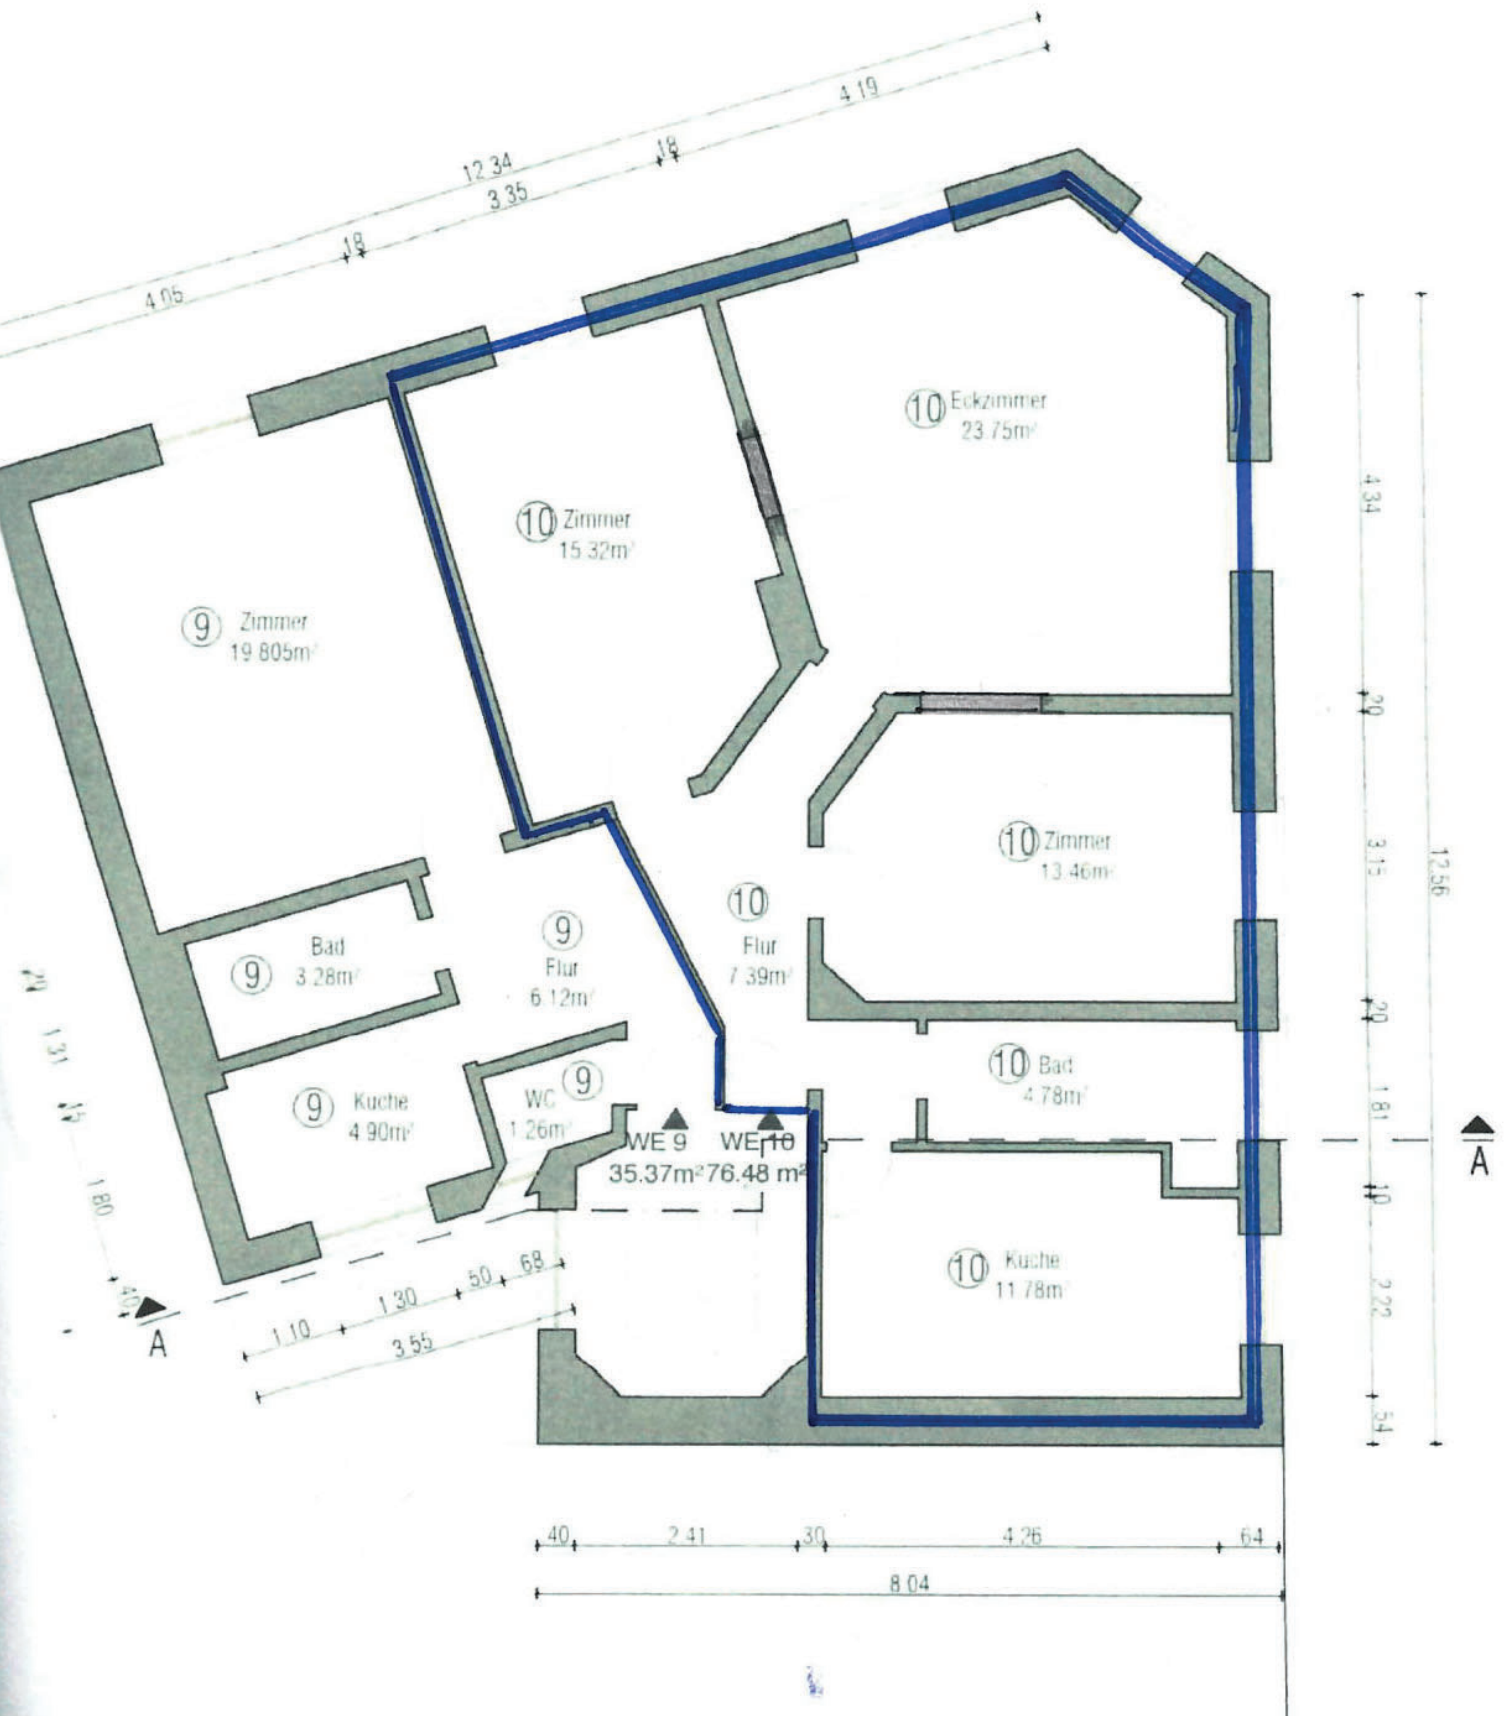 4.19
18
12.34
3.35
18
4.05
10 Eckzimmer
23.75m²
10 Zimmer
15.32m²
4.34
9 Zimmer
19.805m²
20
10 Zimmer
13.46m²
3.15
12.56
10
Flur
7.39m²
9
Flur
6.12m²
Bad
9 3.28m²
20
1.31
20
10 Bad
4.78m²
1.81
9 Küche
4.90m²
WC 9
1.26m²
15
WE 9 WE 10
35.37m² 76.48 m²
A
1.80
10
10 Küche
11.78m²
2.22
40
A
68
50
1.30
1.10
3.55
54
40 2.41 30 4.26 64
8.04